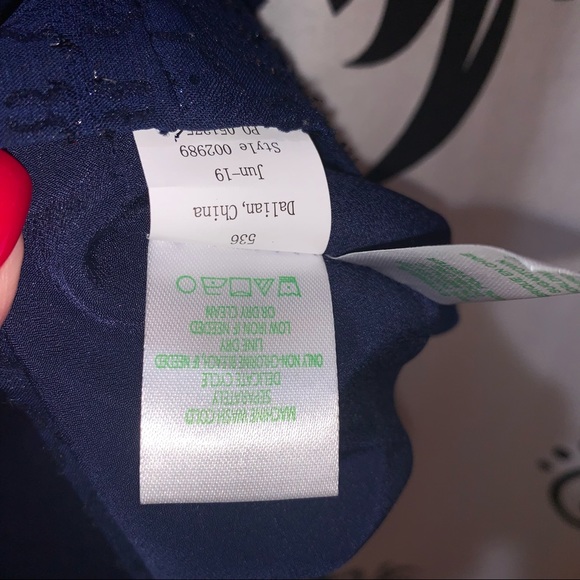 MACHINE WASH COLD
SEPARATELY
DELICATE CYCLE
ONLY NON-CHLORINE BLEACH, IF NEEDED
LINE DRY
LOW IRON IF NEEDED
OR DRY CLEAN
536
Dalian, China
Jun-19
Style 002989
PO